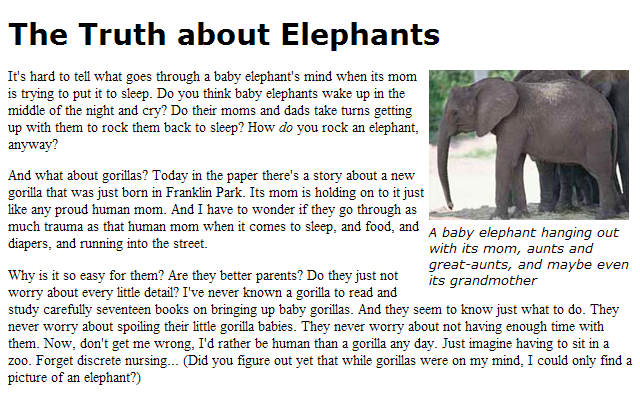 The Truth about Elephants
It's hard to tell what goes through a baby elephant's mind when its mom
is trying to put it to sleep. Do you think baby elephants wake up in the
middle of the night and cry? Do their moms and dads take turns getting
up with them to rock them back to sleep? How do you rock an elephant,
anyway?
And what about gorillas? Today in the paper there's a story about a new
gorilla that was just born in Franklin Park. Its mom is holding on to it just
like any proud human mom. And I have to wonder if they go through as
much trauma as that human mom when it comes to sleep, and food, and
diapers, and running into the street.
A baby elephant hanging out
with its mom, aunts and
great-aunts, and maybe even
its grandmother
Why is it so easy for them? Are they better parents? Do they just not
worry about every little detail? I've never known a gorilla to read and
study carefully seventeen books on bringing up baby gorillas. And they seem to know just what to do. They
never worry about spoiling their little gorilla babies. They never worry about not having enough time with
them. Now, don't get me wrong, I'd rather be human than a gorilla any day. Just imagine having to sit in a
zoo. Forget discrete nursing... (Did you figure out yet that while gorillas were on my mind, I could only find a
picture of an elephant?)